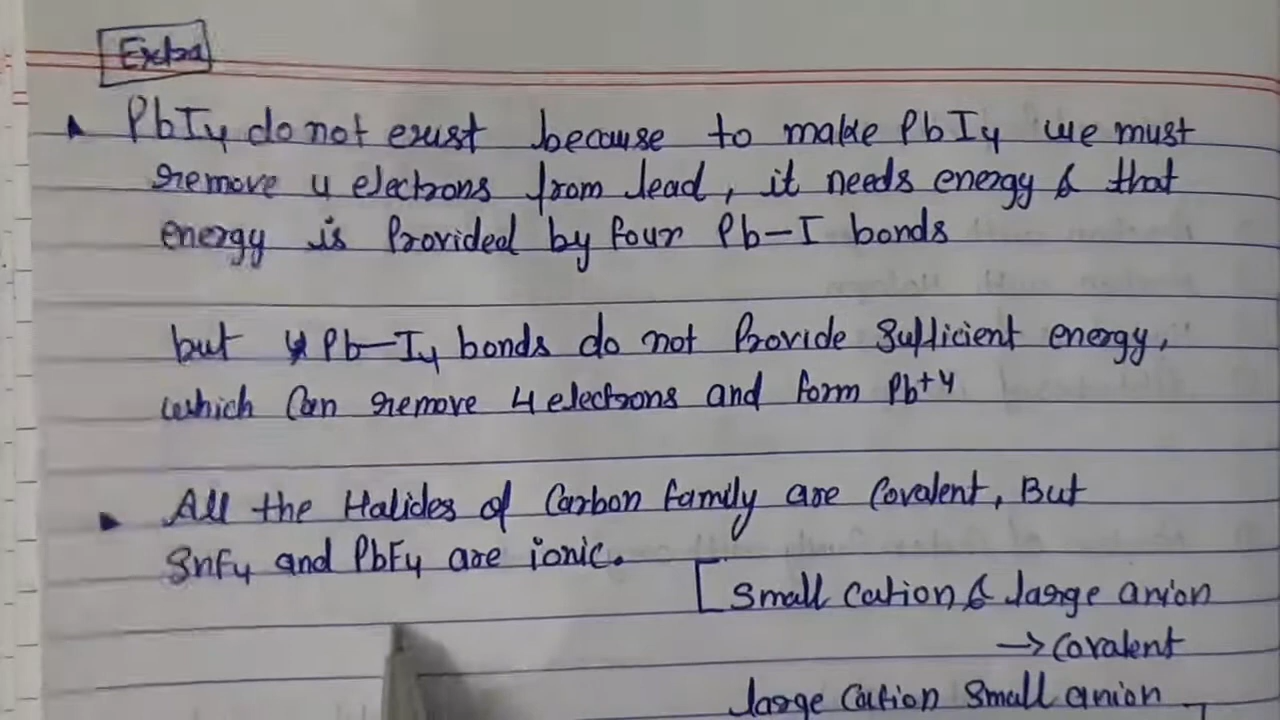 Extra
PbI4 do not exist because to make PbI4 we must
remove 4 electrons from lead, it needs energy & that
energy is Provided by four Pb-I bonds
but Pb-I4 bonds do not Provide Sufficient energy,
which Can remove 4 electrons and form Pb+4
All the Halides of Carbon family are Covalent, But
SnF4 and PbF4 are ionic.
[Small Cation & large anion
→ Covalent
large Cation Small anion